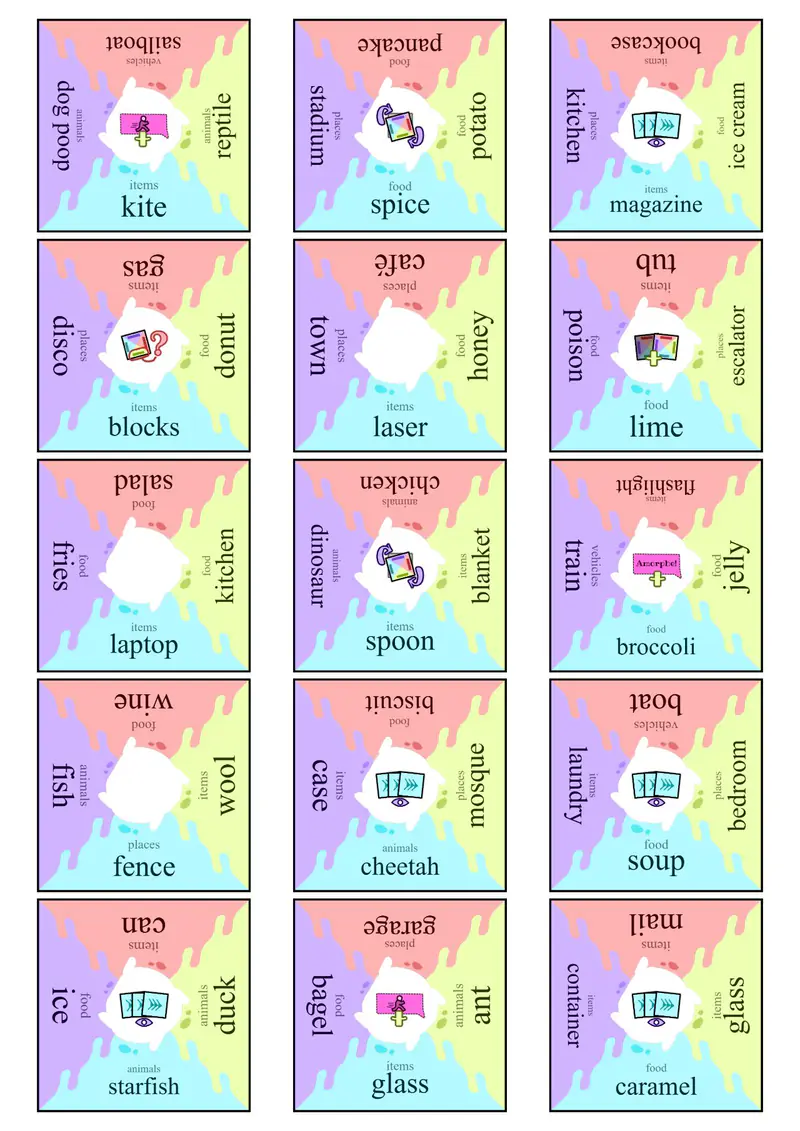 sailboat
vehicles
dog poop
animals
animals
reptile
items
kite
pancake
food
stadium
places
food
potato
food
spice
bookcase
items
kitchen
places
food
ice cream
items
magazine
gas
items
disco
places
food
donut
items
blocks
café
places
town
places
food
honey
items
laser
tub
items
poison
food
places
escalator
food
lime
salad
food
fries
food
food
kitchen
items
laptop
chicken
animals
dinosaur
animals
items
blanket
items
spoon
flashlight
items
train
vehicles
Amorphe!
food
jelly
food
broccoli
wine
food
fish
animals
items
wool
places
fence
biscuit
food
case
items
places
mosque
animals
cheetah
boat
vehicles
laundry
items
places
bedroom
food
soup
can
items
ice
food
animals
duck
animals
starfish
garage
places
bagel
food
animals
ant
items
glass
mail
items
container
items
items
glass
food
caramel